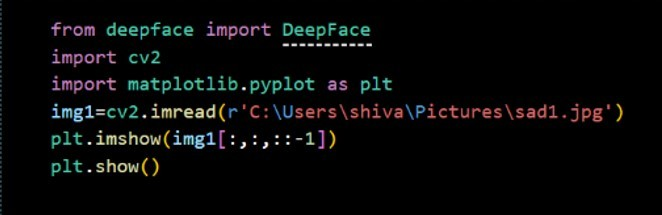 from deepface import DeepFace
import cv2
import matplotlib.pyplot as plt
img1=cv2.imread(r'C:\Users\shiva\Pictures\sad1.jpg')
plt.imshow(img1[:,:,::-1])
plt.show()